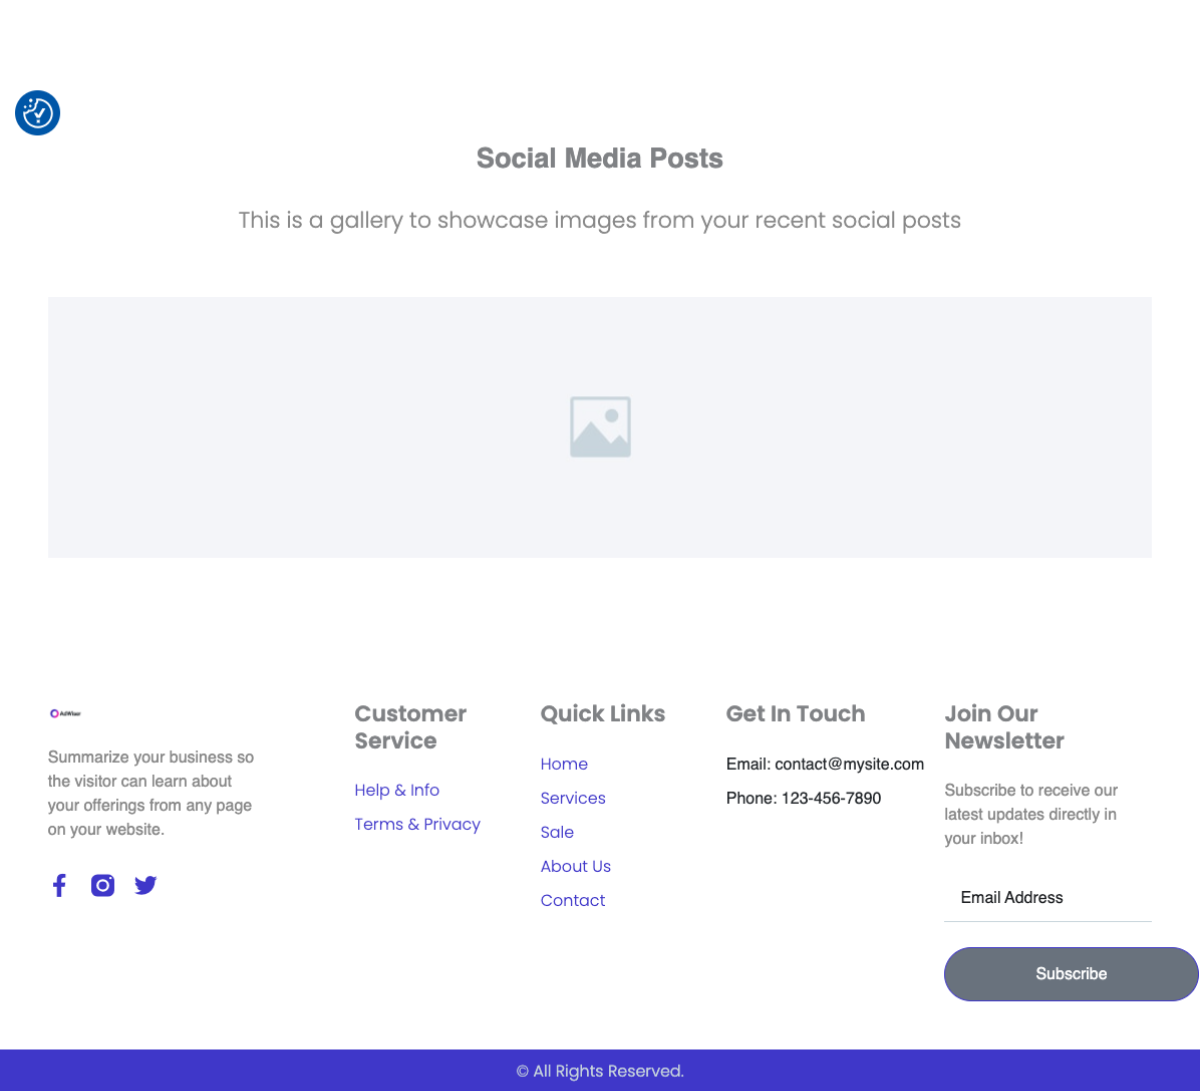 Social Media Posts
This is a gallery to showcase images from your recent social posts
AdWiser
Summarize your business so
the visitor can learn about
your offerings from any page
on your website.
Customer
Service
Help & Info
Terms & Privacy
Quick Links
Home
Services
Sale
About Us
Contact
Get In Touch
Email: contact@mysite.com
Phone: 123-456-7890
Join Our
Newsletter
Subscribe to receive our
latest updates directly in
your inbox!
Email Address
Subscribe
© All Rights Reserved.